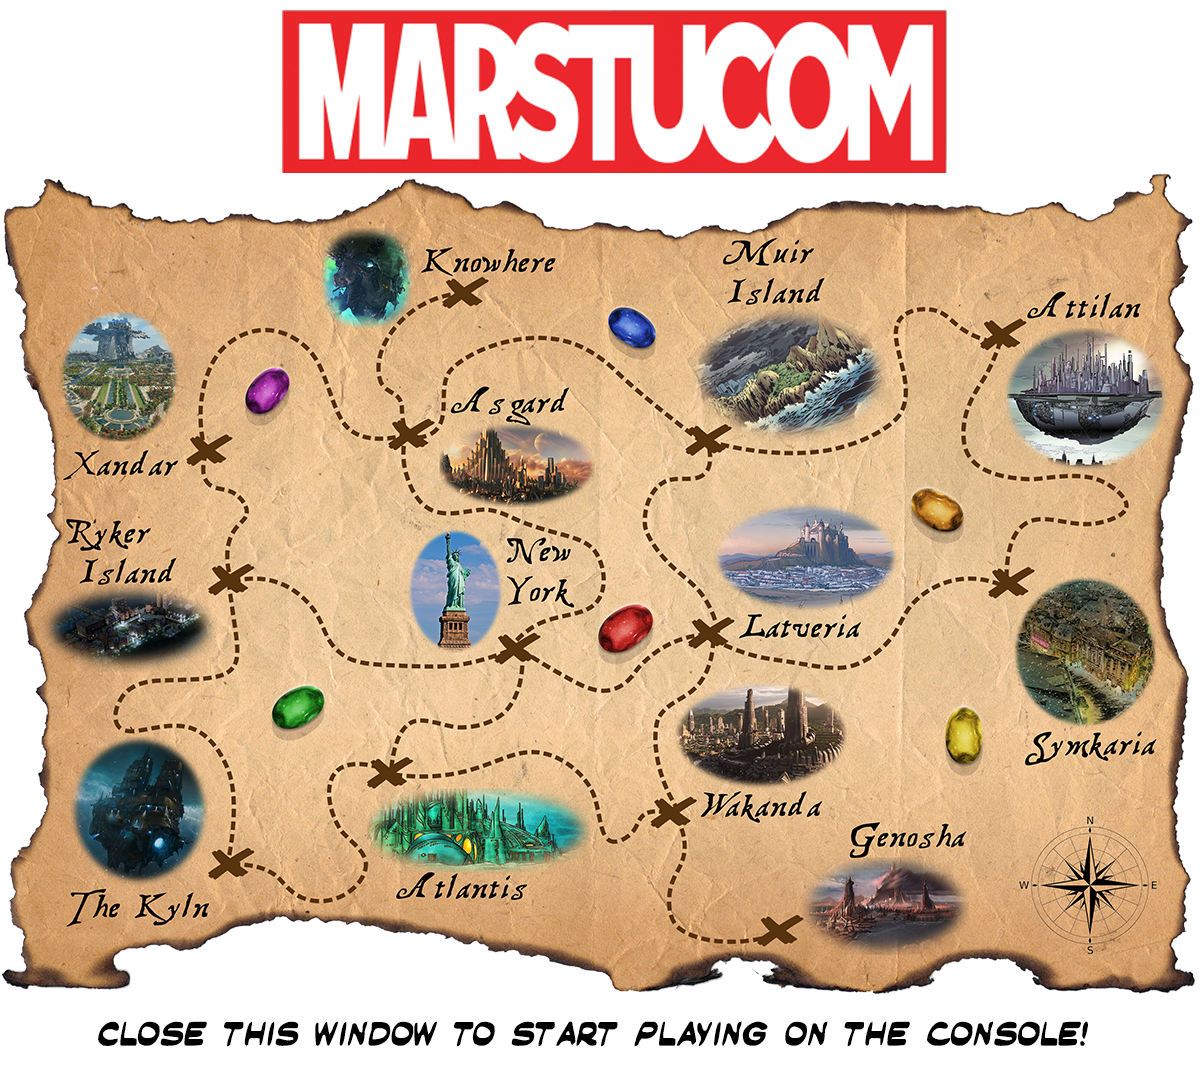 MARSTUCOM
Knowhere
Muir
Island
Attilan
Asgard
Xandar
Ryker
Island
New
York
Latveria
Symkaria
Wakanda
Genosha
Atlantis
The Kyln
N
W
E
S
CLOSE THIS WINDOW TO START PLAYING ON THE CONSOLE!